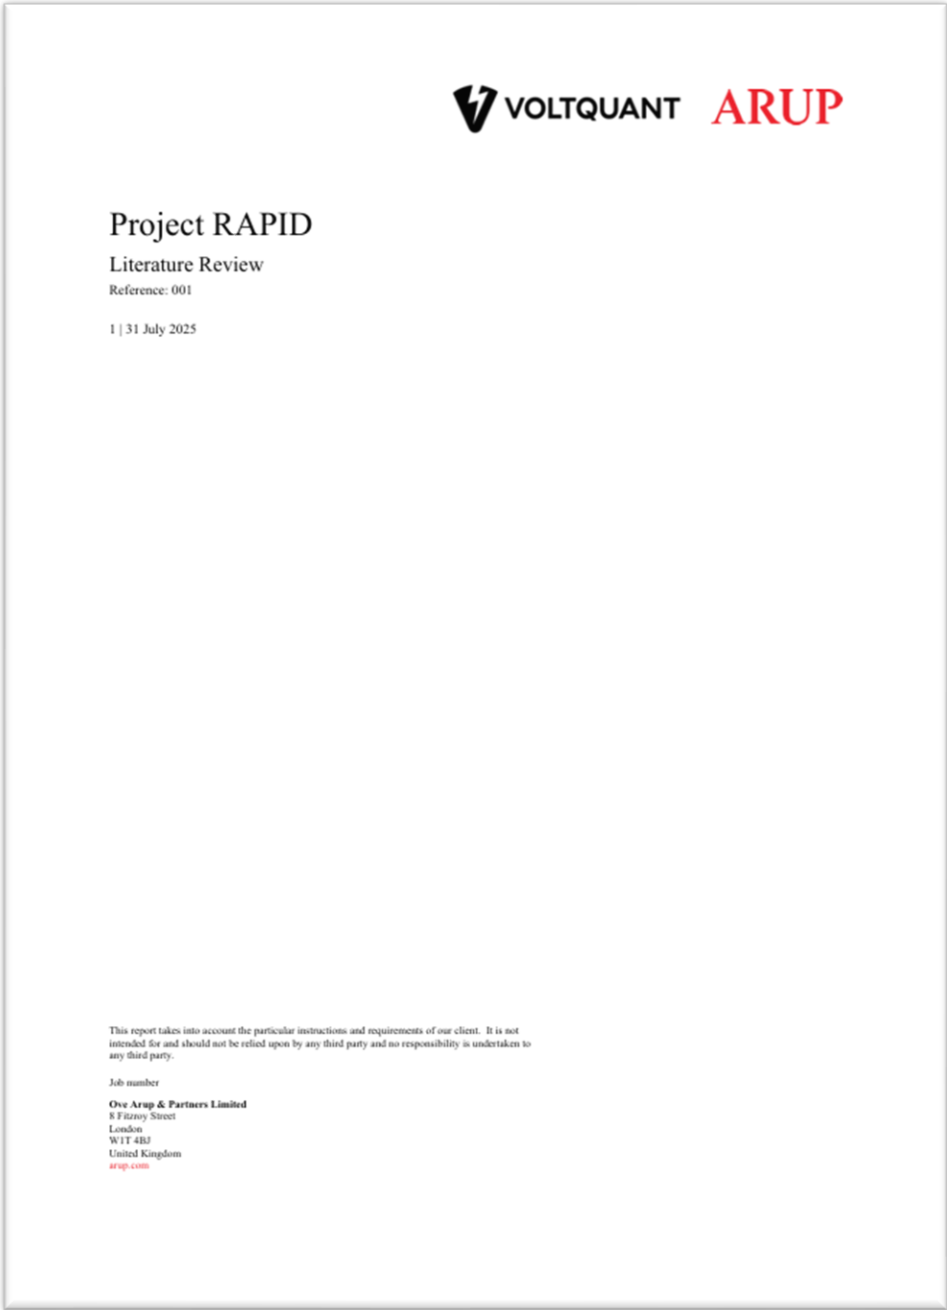 VOLTQUANT ARUP
Project RAPID
Literature Review
Reference: 001
1 | 31 July 2025
This report takes into account the particular instructions and requirements of our client. It is not
intended for and should not be relied upon by any third party and no responsibility is undertaken to
any third party.
Job number
Ove Arup & Partners Limited
8 Fitzroy Street
London
W1T 4BJ
United Kingdom
arup.com